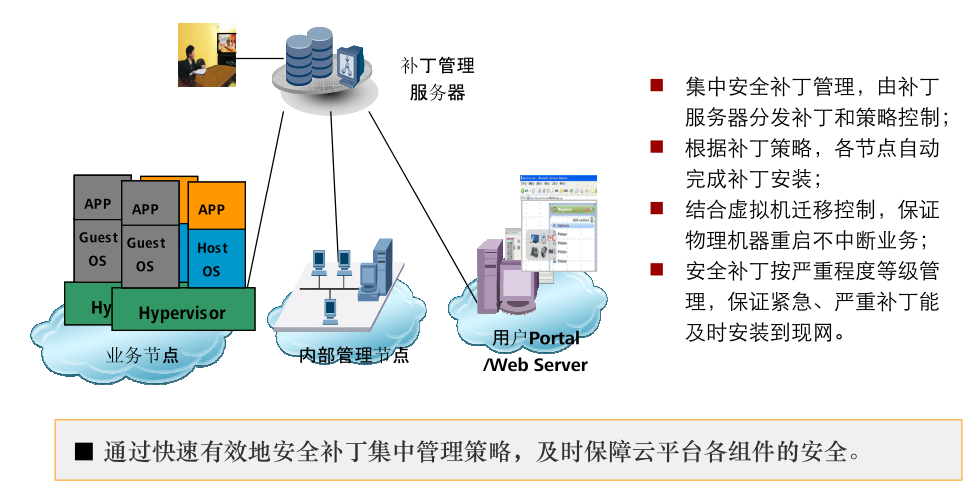 补丁管理
服务器
APP
APP
APP
Guest
OS
Guest
OS
Host
OS
Hy
Hypervisor
业务节点
内部管理节点
用户Portal
/Web Server
■ 集中安全补丁管理，由补丁
服务器分发补丁和策略控制；
■ 根据补丁策略，各节点自动
完成补丁安装；
■ 结合虚拟机迁移控制，保证
物理机器重启不中断业务；
■ 安全补丁按严重程度等级管
理，保证紧急、严重补丁能
及时安装到现网。
■ 通过快速有效地安全补丁集中管理策略，及时保障云平台各组件的安全。